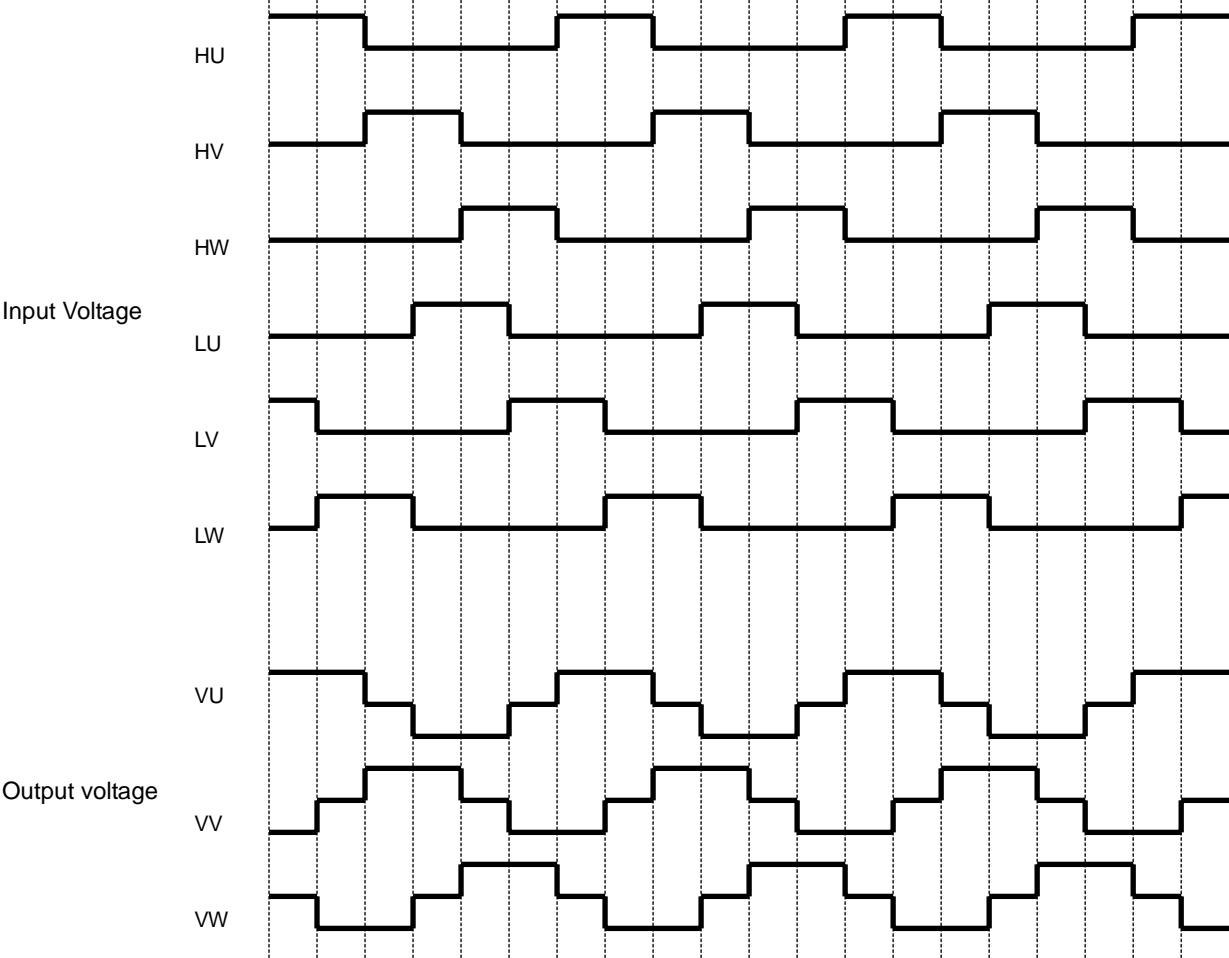 HU
HV
HW
Input Voltage
LU
LV
LW
VU
Output voltage
VV
VW